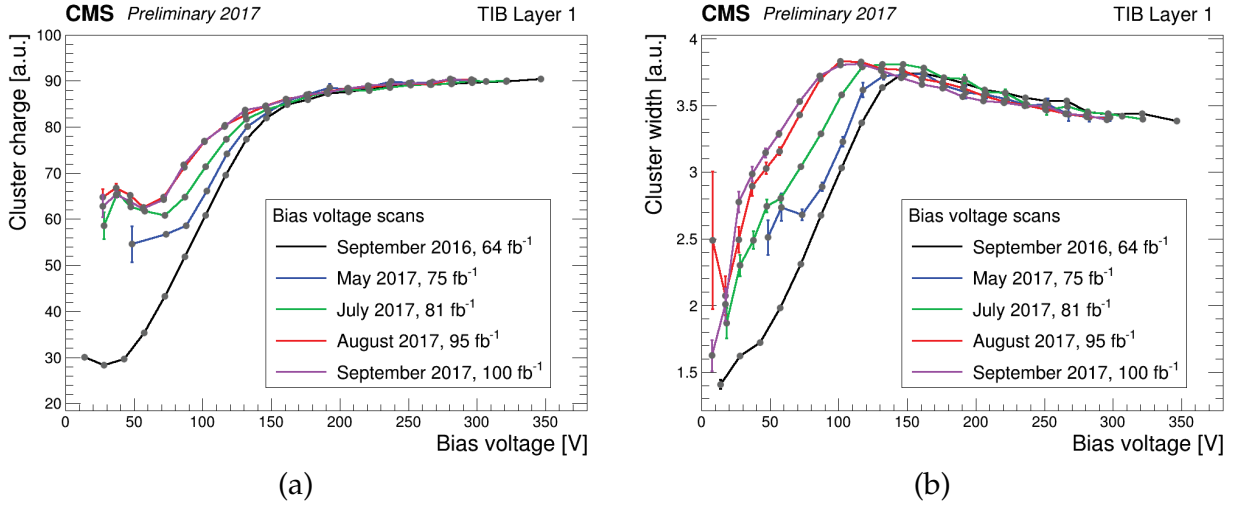 CMS Preliminary 2017 TIB Layer 1
Cluster charge [a.u.]
100
90
80
70
60
50
40
30
20
Bias voltage scans
September 2016, 64 fb⁻¹
May 2017, 75 fb⁻¹
July 2017, 81 fb⁻¹
August 2017, 95 fb⁻¹
September 2017, 100 fb⁻¹
0 50 100 150 200 250 300 350
Bias voltage [V]
(a)
CMS Preliminary 2017 TIB Layer 1
Cluster width [a.u.]
4
3.5
3
2.5
2
1.5
Bias voltage scans
September 2016, 64 fb⁻¹
May 2017, 75 fb⁻¹
July 2017, 81 fb⁻¹
August 2017, 95 fb⁻¹
September 2017, 100 fb⁻¹
0 50 100 150 200 250 300 350
Bias voltage [V]
(b)